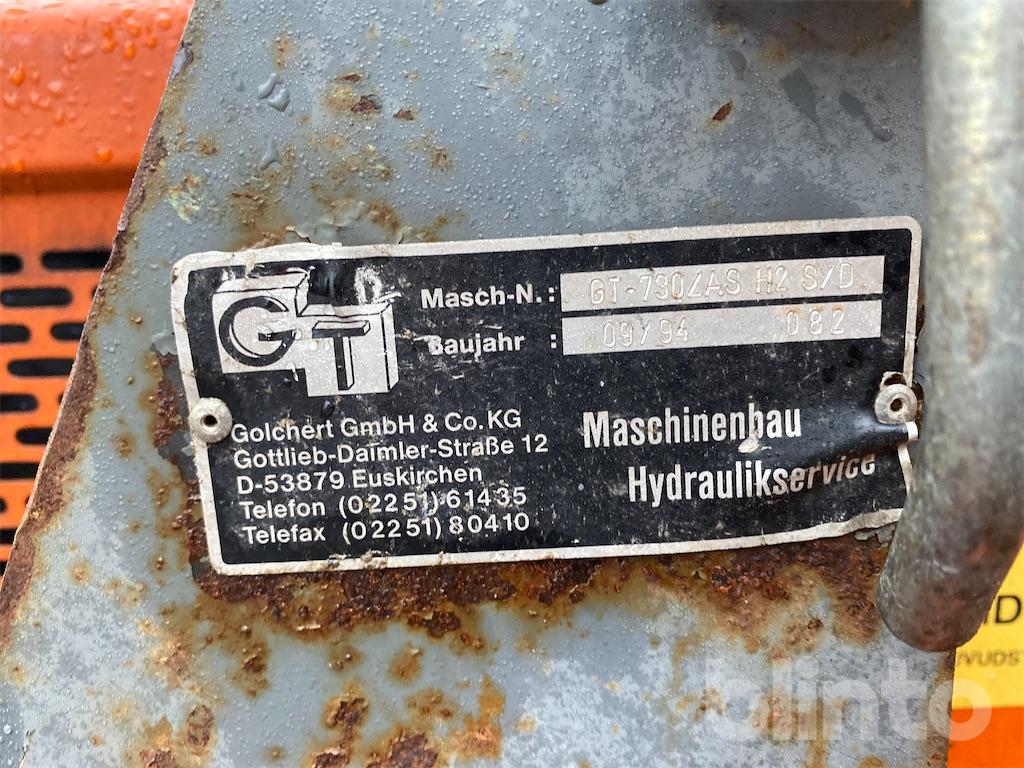 GT
Masch-N.: GT-730/AS H2 S/D
Baujahr : 09/94 082
Golchert GmbH & Co. KG
Gottlieb-Daimler-Straße 12
D-53879 Euskirchen
Telefon (02251) 61435
Telefax (02251) 80410
Maschinenbau
Hydraulikservice
blinto